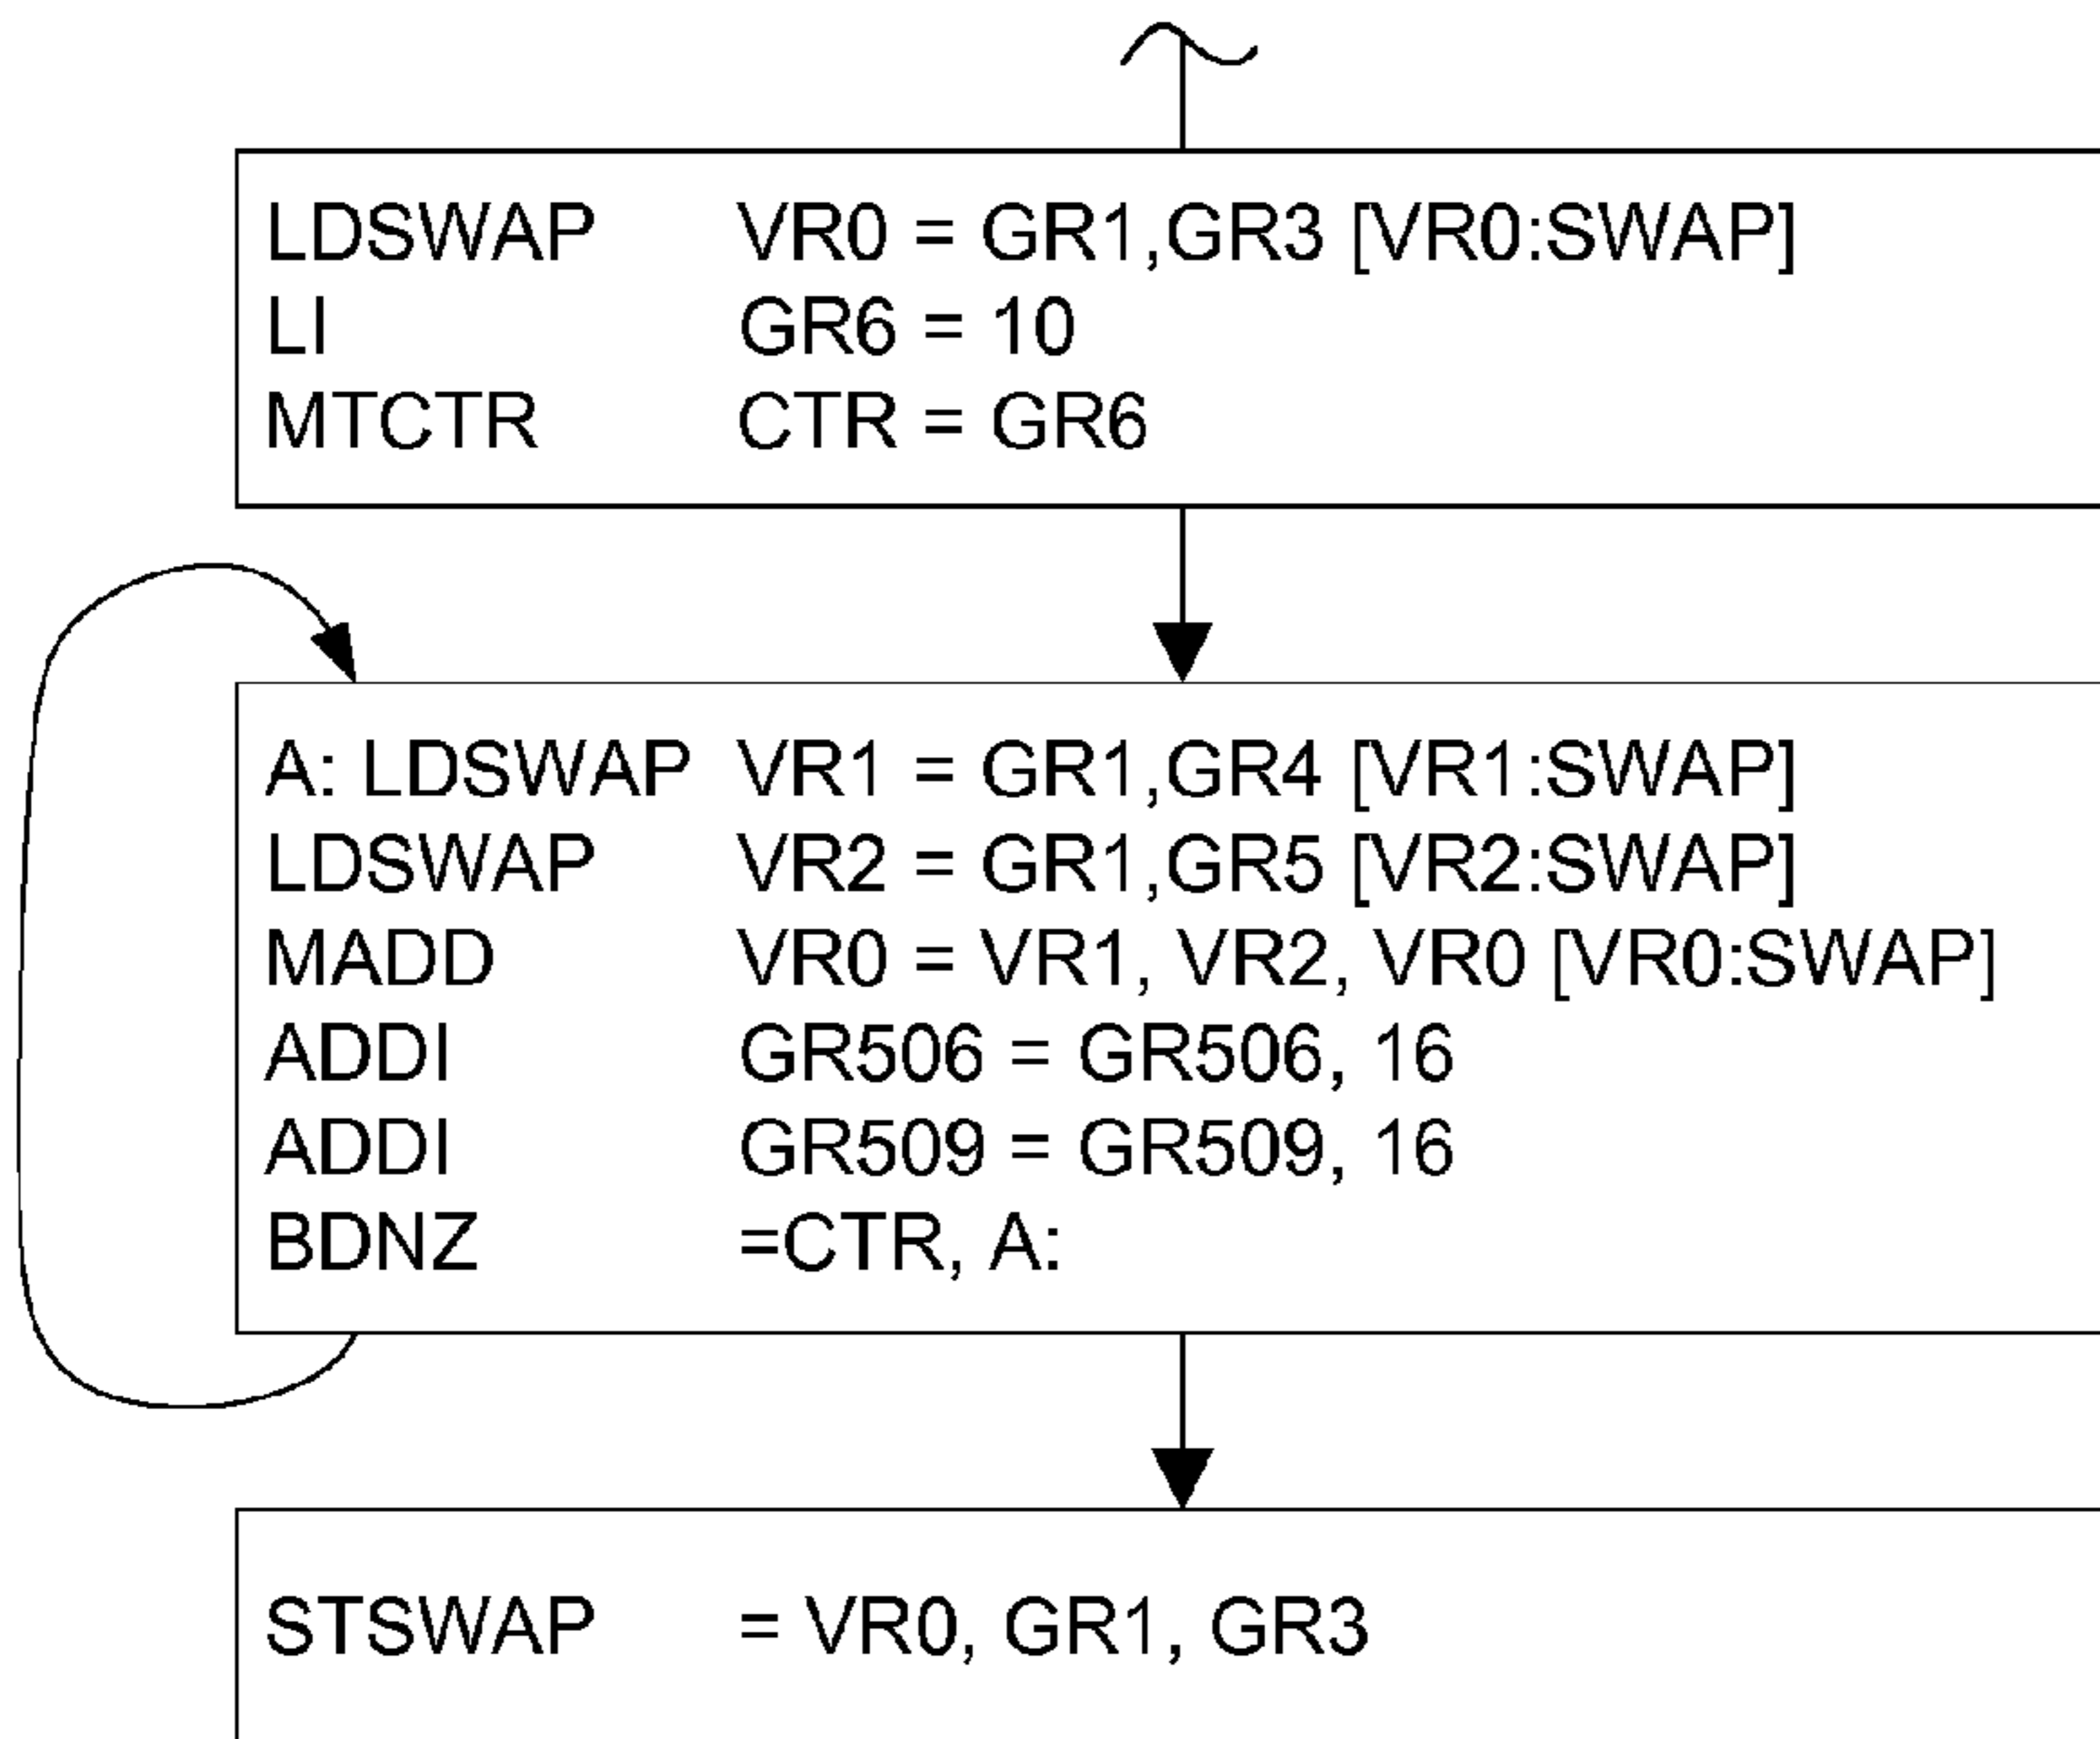 LDSWAP VR0 = GR1,GR3 [VR0:SWAP]
LI GR6 = 10
MTCTR CTR = GR6
A: LDSWAP VR1 = GR1,GR4 [VR1:SWAP]
LDSWAP VR2 = GR1,GR5 [VR2:SWAP]
MADD VR0 = VR1, VR2, VR0 [VR0:SWAP]
ADDI GR506 = GR506, 16
ADDI GR509 = GR509, 16
BDNZ =CTR, A:
STSWAP = VR0, GR1, GR3